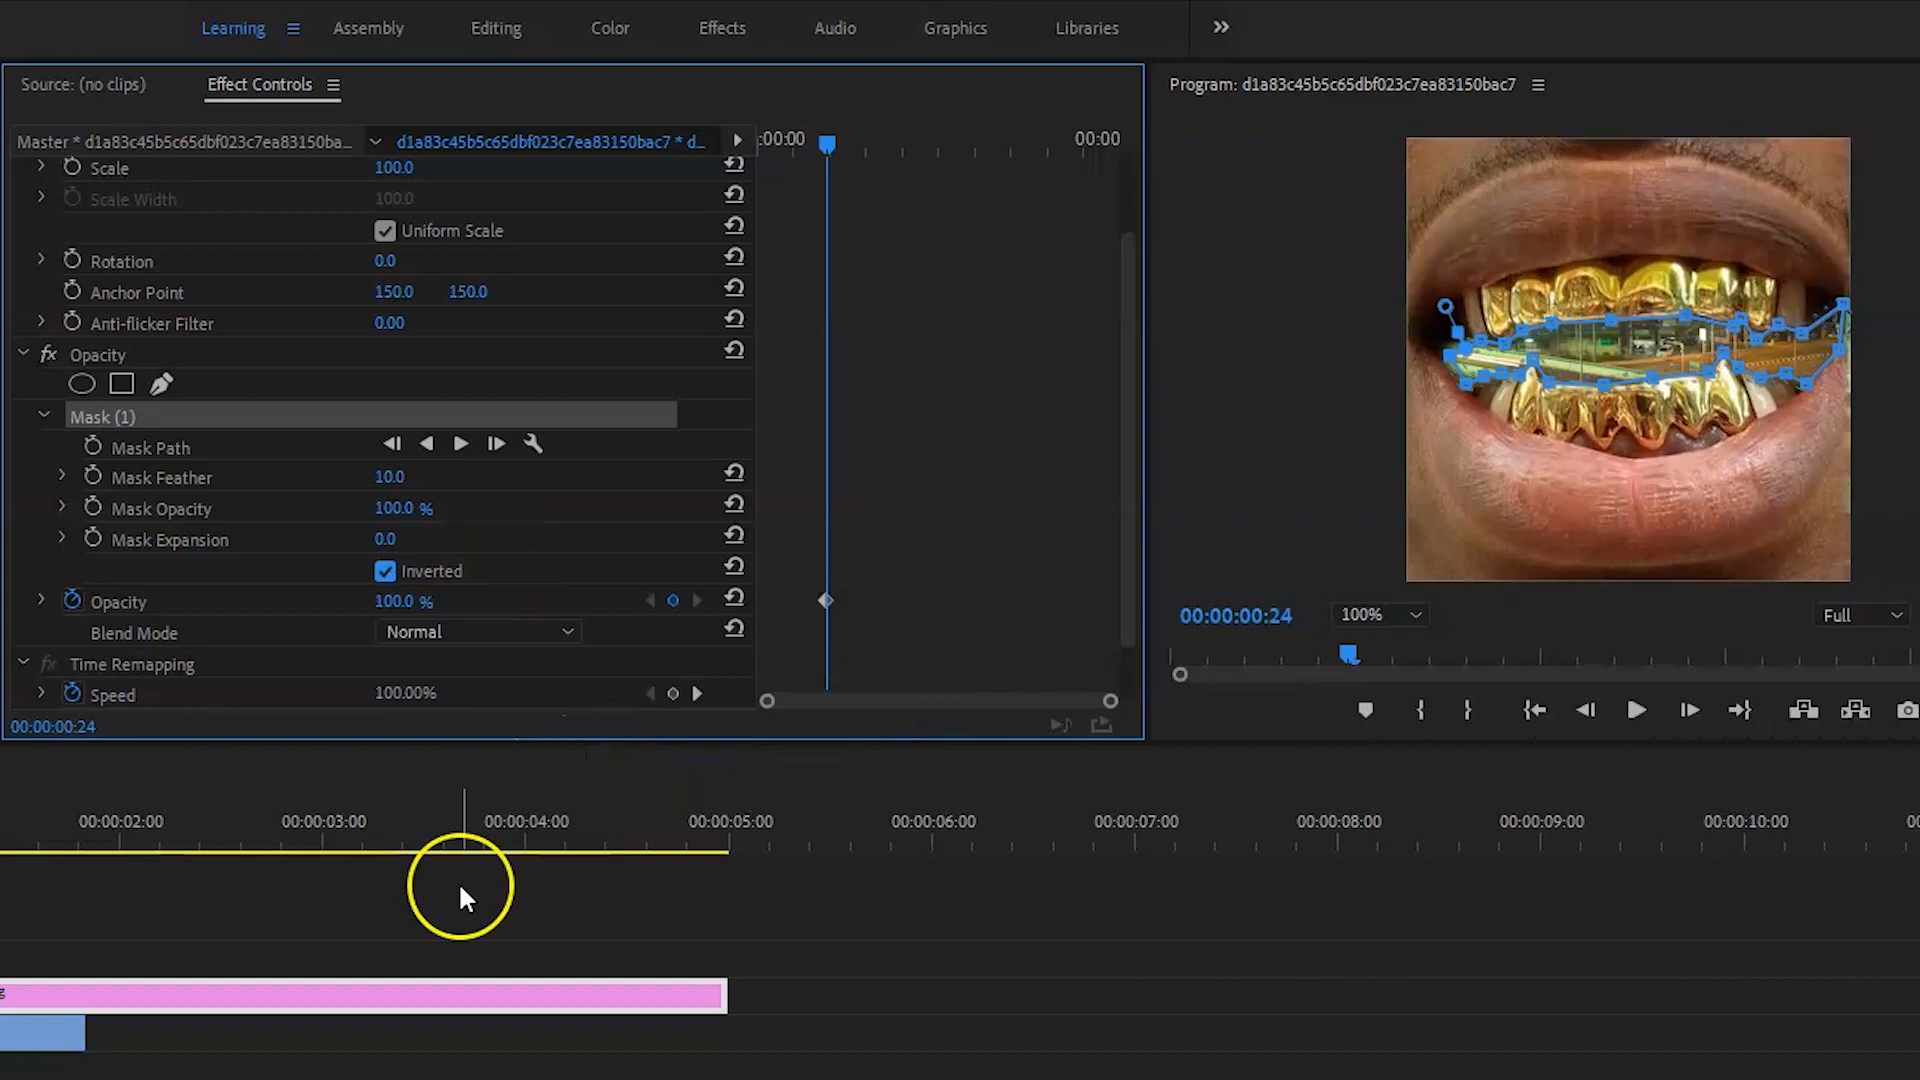 Learning Assembly Editing Color Effects Audio Graphics Libraries
Source: (no clips) Effect Controls
Program: d1a83c45b5c65dbf023c7ea83150bac7
Master * d1a83c45b5c65dbf023c7ea83150ba... d1a83c45b5c65dbf023c7ea83150bac7 * d... :00:00 00:00
Scale 100.0
Scale Width 100.0
Uniform Scale
Rotation 0.0
Anchor Point 150.0 150.0
Anti-flicker Filter 0.00
fx Opacity
Mask (1)
Mask Path
Mask Feather 10.0
Mask Opacity 100.0 %
Mask Expansion 0.0
Inverted
Opacity 100.0 %
Blend Mode Normal
fx Time Remapping
Speed 100.00%
00:00:00:24
00:00:00:24 100% Full
00:00:02:00 00:00:03:00 00:00:04:00 00:00:05:00 00:00:06:00 00:00:07:00 00:00:08:00 00:00:09:00 00:00:10:00